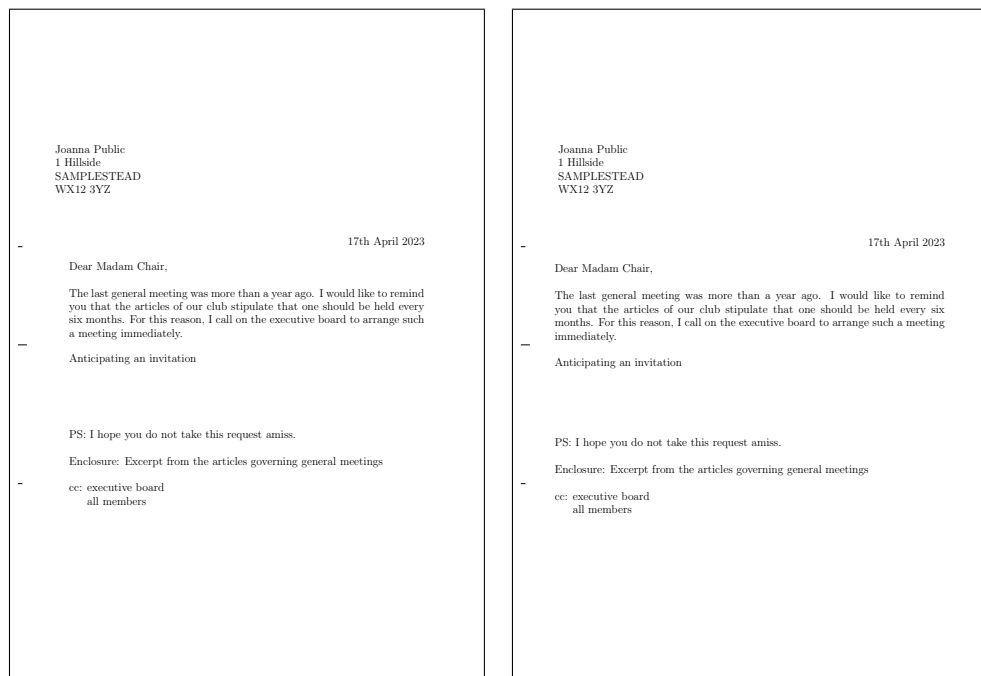 Joanna Public
1 Hillside
SAMPLESTEAD
WX12 3YZ
17th April 2023
Dear Madam Chair,
The last general meeting was more than a year ago. I would like to remind
you that the articles of our club stipulate that one should be held every
six months. For this reason, I call on the executive board to arrange such
a meeting immediately.
Anticipating an invitation
PS: I hope you do not take this request amiss.
Enclosure: Excerpt from the articles governing general meetings
cc: executive board
all members
Joanna Public
1 Hillside
SAMPLESTEAD
WX12 3YZ
17th April 2023
Dear Madam Chair,
The last general meeting was more than a year ago. I would like to remind
you that the articles of our club stipulate that one should be held every six
months. For this reason, I call on the executive board to arrange such a meeting
immediately.
Anticipating an invitation
PS: I hope you do not take this request amiss.
Enclosure: Excerpt from the articles governing general meetings
cc: executive board
all members